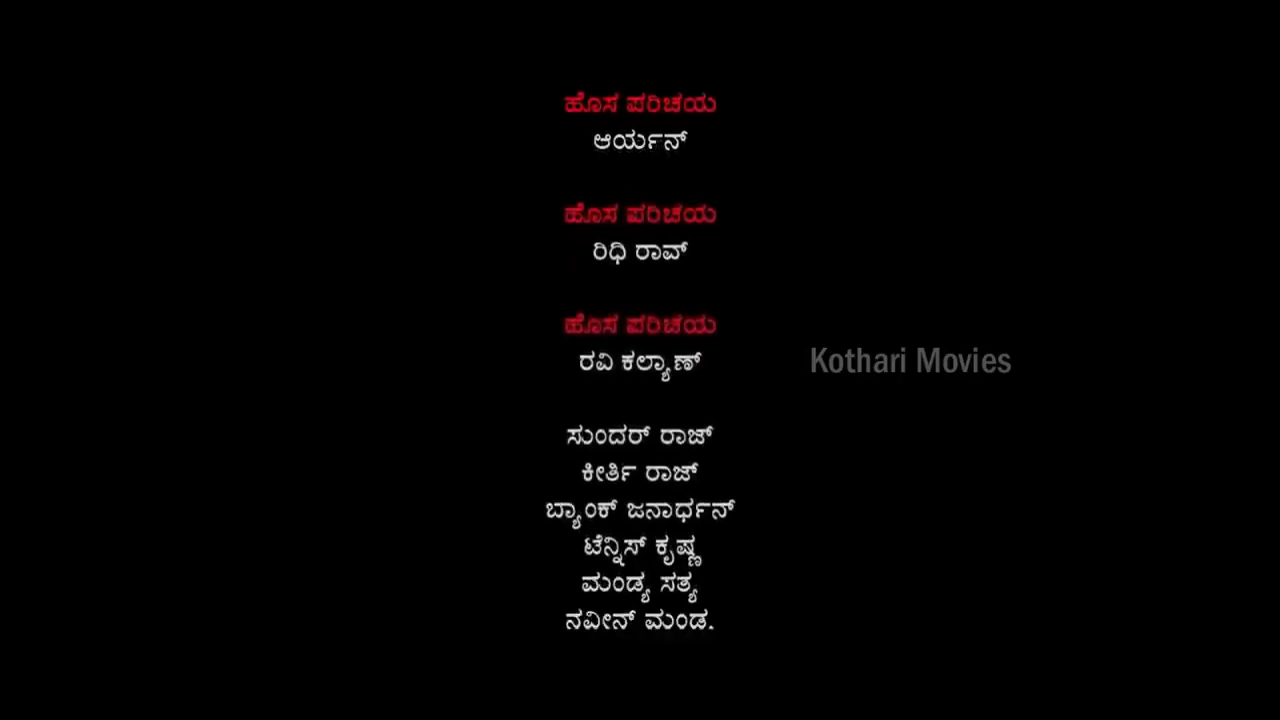 ಹೊಸ ಪರಿಚಯ
ಆರ್ಯನ್
ಹೊಸ ಪರಿಚಯ
ರಿಧಿ ರಾವ್
ಹೊಸ ಪರಿಚಯ
ರವಿ ಕಲ್ಯಾಣ್
Kothari Movies
ಸುಂದರ್ ರಾಜ್
ಕೀರ್ತಿ ರಾಜ್
ಬ್ಯಾಂಕ್ ಜನಾರ್ಧನ್
ಟೆನ್ನಿಸ್ ಕೃಷ್ಣ
ಮಂಡ್ಯ ಸತ್ಯ
ನವೀನ್ ಮಂಡ.